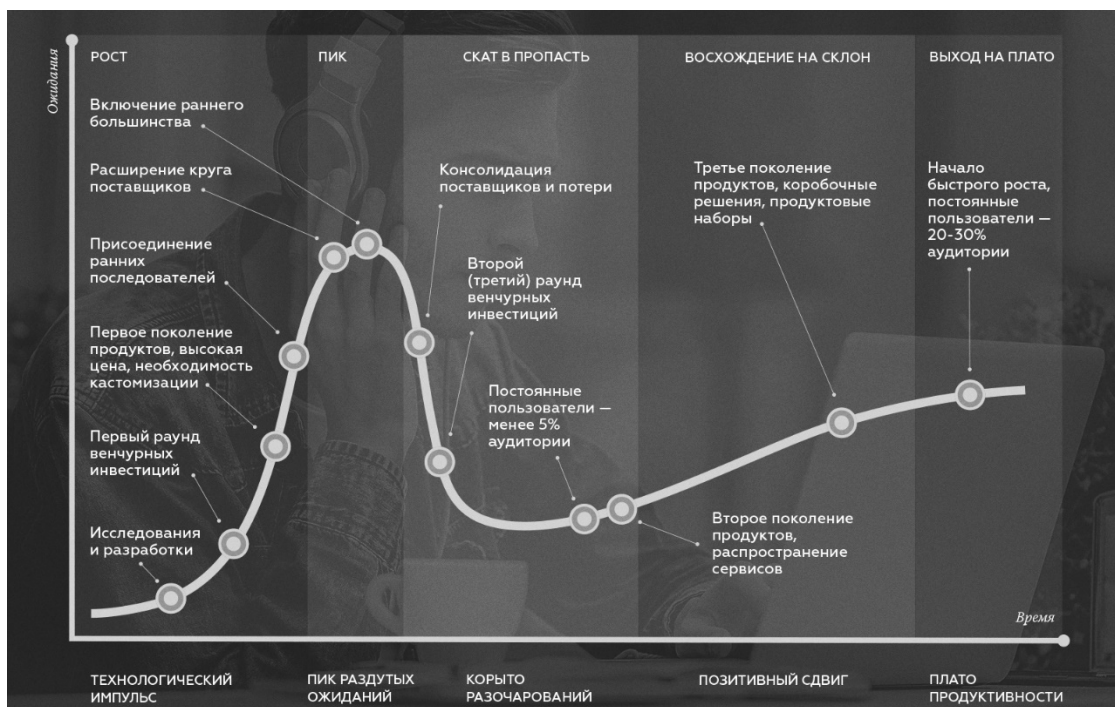 Ожидания
РОСТ
ПИК
СКАТ В ПРОПАСТЬ
ВОСХОЖДЕНИЕ НА СКЛОН
ВЫХОД НА ПЛАТО
Включение раннего
большинства
Расширение круга
поставщиков
Присоединение
ранних
последователей
Первое поколение
продуктов, высокая
цена, необходимость
кастомизации
Первый раунд
венчурных
инвестиций
Исследования
и разработки
Консолидация
поставщиков и потери
Второй
(третий) раунд
венчурных
инвестиций
Постоянные
пользователи —
менее 5%
аудитории
Третье поколение
продуктов, коробочные
решения, продуктовые
наборы
Второе поколение
продуктов,
распространение
сервисов
Начало
быстрого роста,
постоянные
пользователи —
20-30%
аудитории
Время
ТЕХНОЛОГИЧЕСКИЙ
ИМПУЛЬС
ПИК РАЗДУТЫХ
ОЖИДАНИЙ
КОРЫТО
РАЗОЧАРОВАНИЙ
ПОЗИТИВНЫЙ СДВИГ
ПЛАТО
ПРОДУКТИВНОСТИ